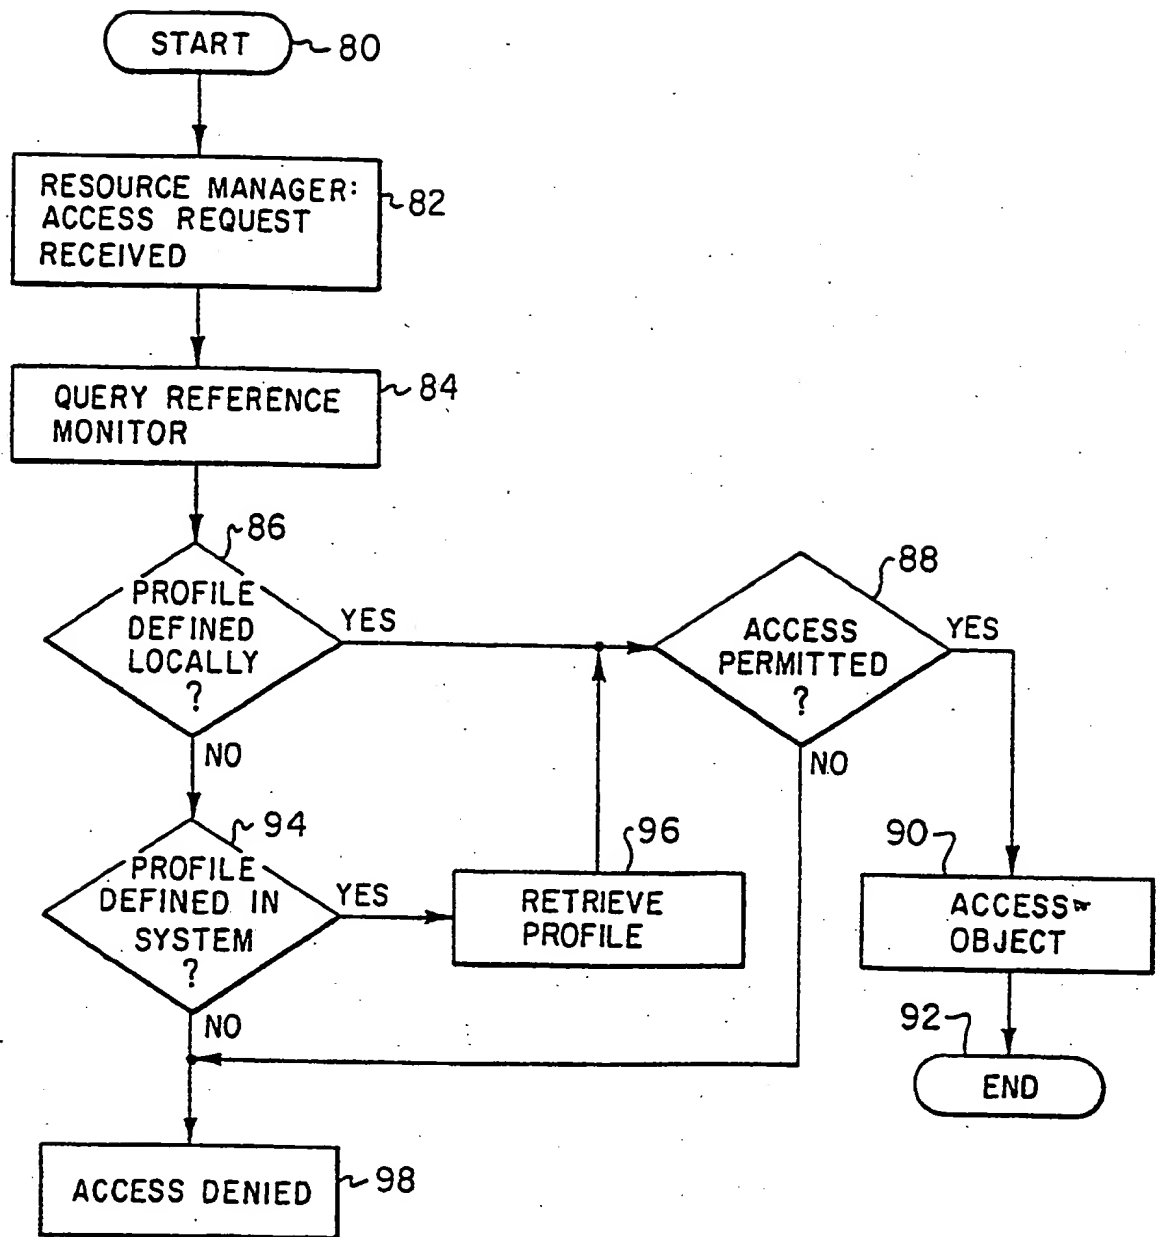 START
80
RESOURCE MANAGER:
ACCESS REQUEST
RECEIVED
82
QUERY REFERENCE
MONITOR
84
86
PROFILE
DEFINED
LOCALLY
?
YES
NO
88
ACCESS
PERMITTED
?
YES
NO
94
PROFILE
DEFINED IN
SYSTEM
?
YES
NO
96
RETRIEVE
PROFILE
90
ACCESS
OBJECT
92
END
ACCESS DENIED
98